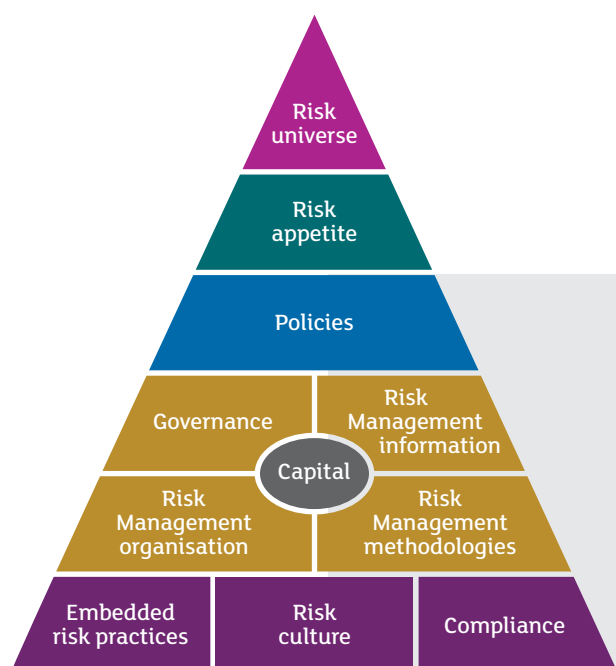 Risk
universe
Risk
appetite
Policies
Governance
Risk
Management
information
Capital
Risk
Management
organisation
Risk
Management
methodologies
Embedded
risk practices
Risk
culture
Compliance